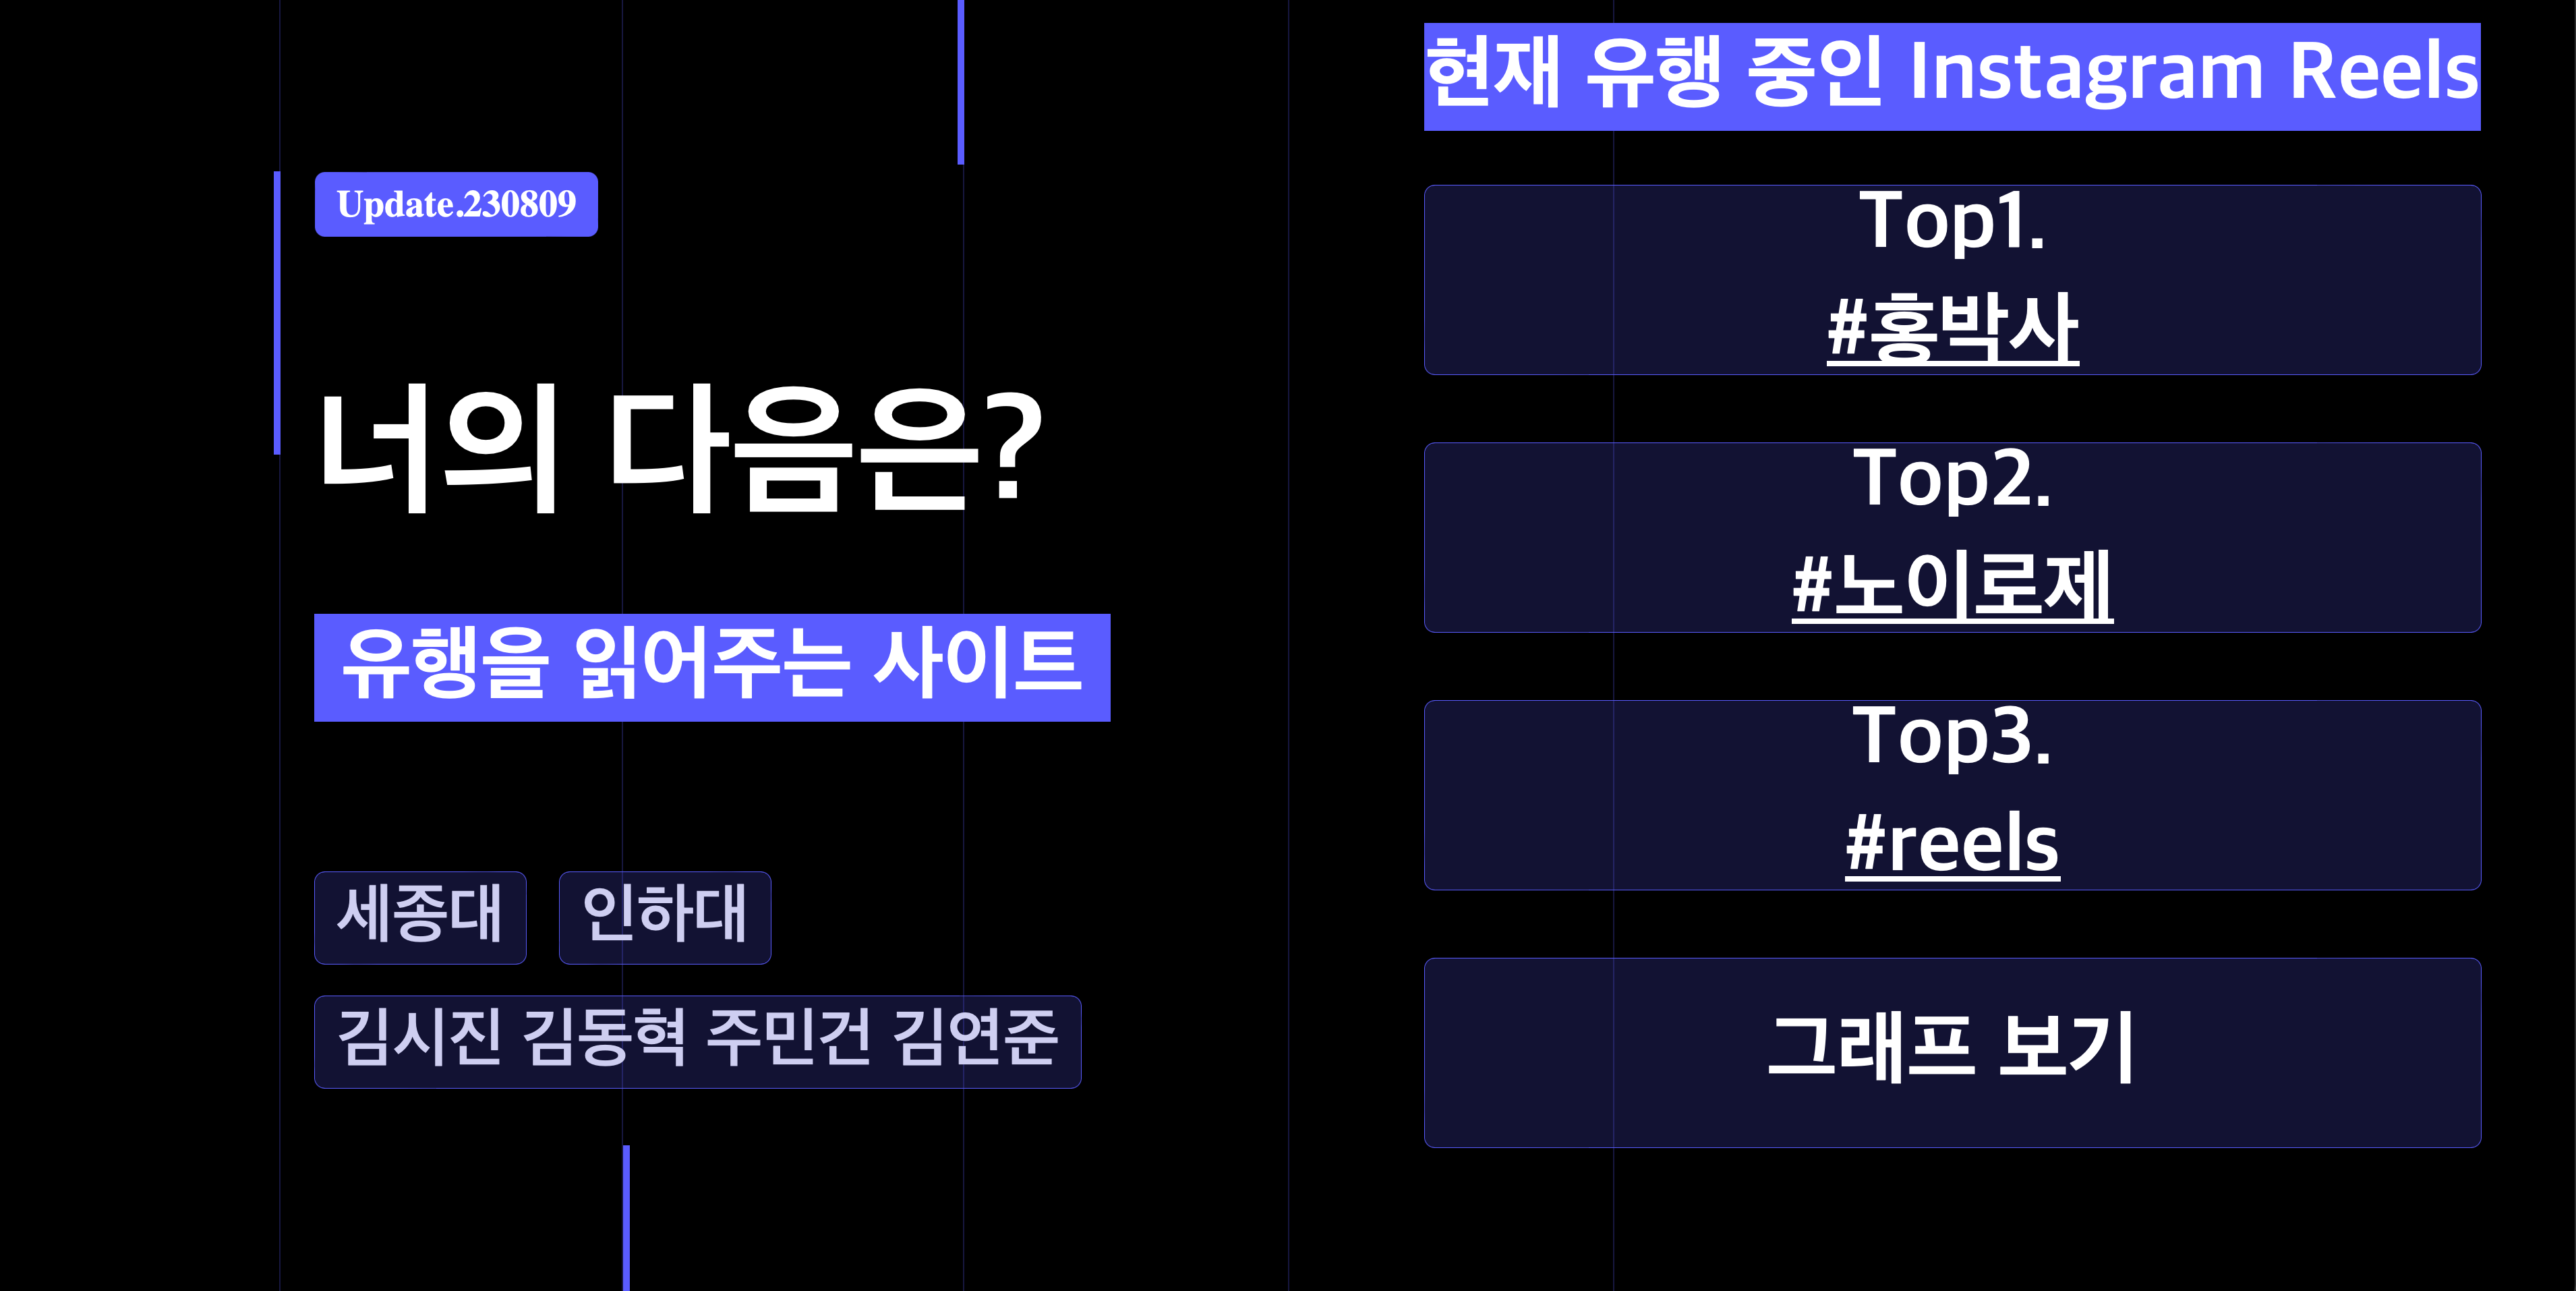 Update.230809
너의 다음은?
유행을 읽어주는 사이트
세종대
인하대
김시진 김동혁 주민건 김연준
현재 유행 중인 Instagram Reels
Top1.
#홍박사
Top2.
#노이로제
Top3.
#reels
그래프 보기